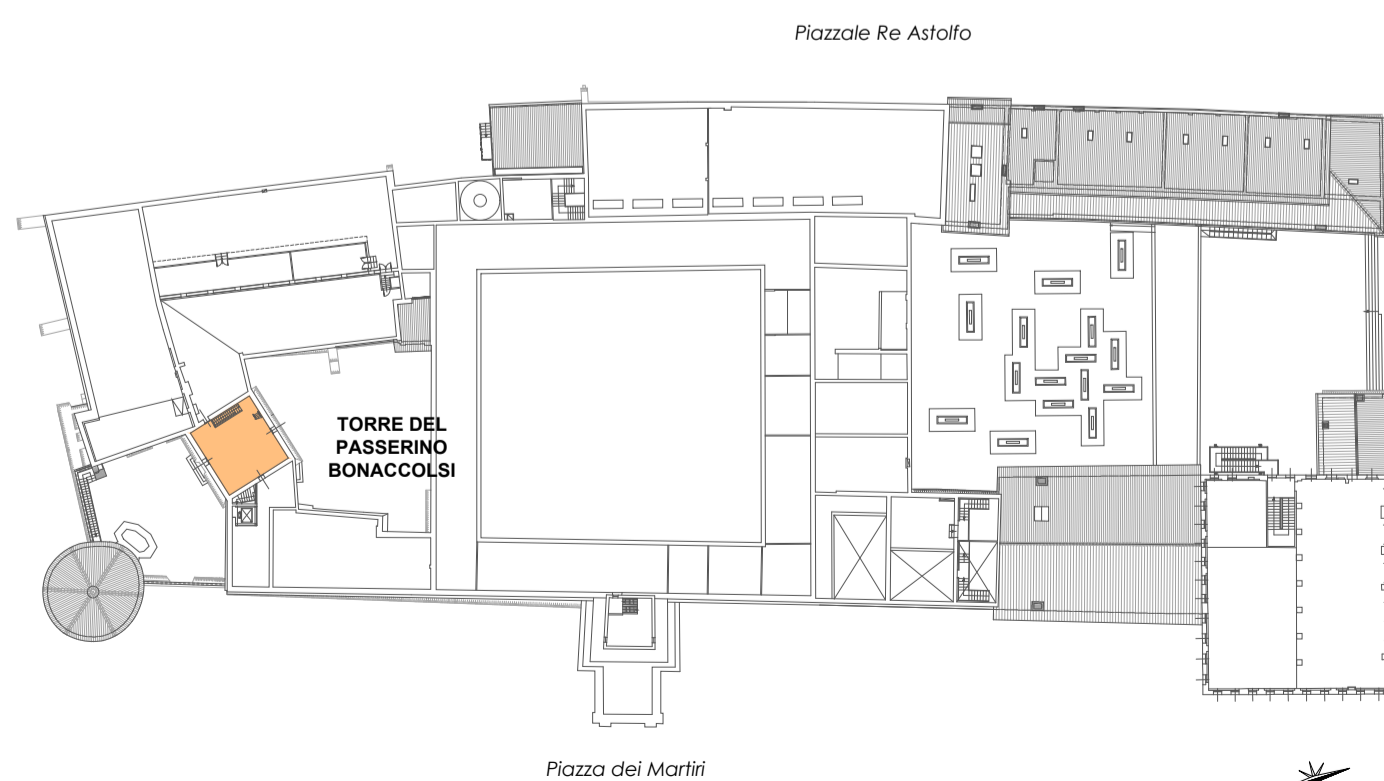 Piazzale Re Astolfo
TORRE DEL
PASSERINO
BONACCOLSI
Piazza dei Martiri